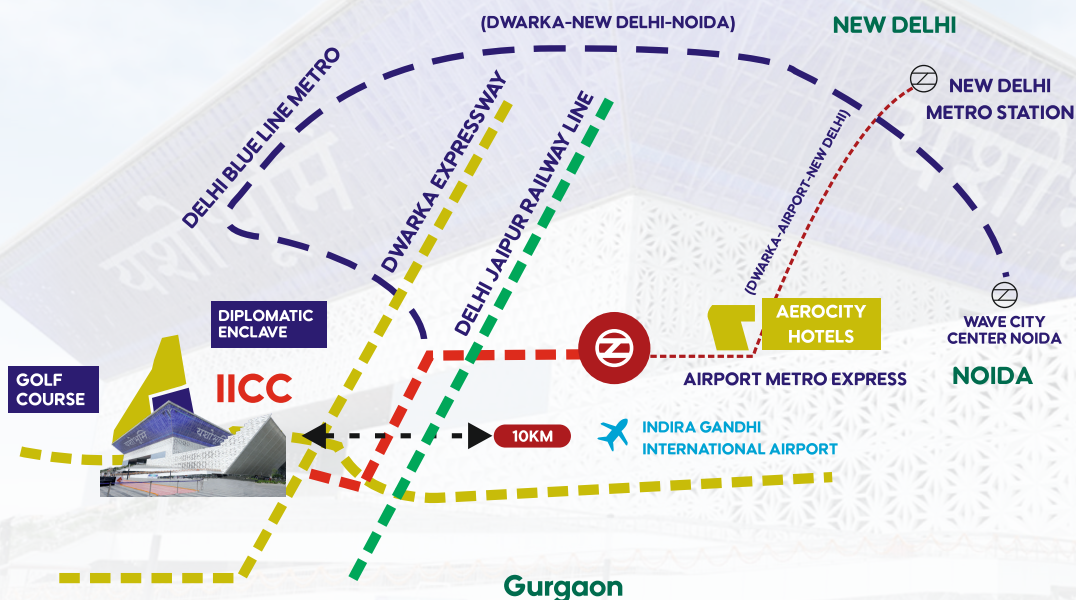 (DWARKA-NEW DELHI-NOIDA)
NEW DELHI
DELHI BLUE LINE METRO
DWARKA EXPRESSWAY
DELHI JAIPUR RAILWAY LINE
(DWARKA-AIRPORT-NEW DELHI)
NEW DELHI
METRO STATION
यशोभूमि
DIPLOMATIC
ENCLAVE
AEROCITY
HOTELS
WAVE CITY
CENTER NOIDA
GOLF
COURSE
IICC
AIRPORT METRO EXPRESS
NOIDA
10KM
INDIRA GANDHI
INTERNATIONAL AIRPORT
Gurgaon